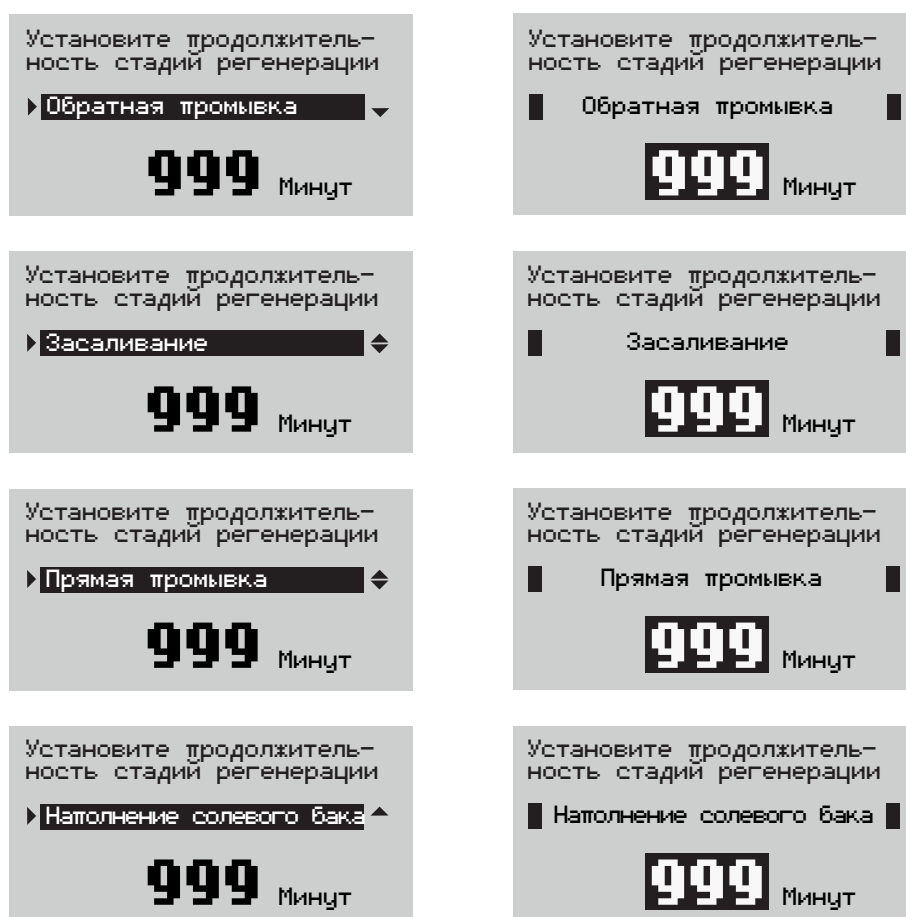 Установите продолжитель-
ность стадий регенерации
Обратная промывка
999 Минут
Установите продолжитель-
ность стадий регенерации
Обратная промывка
999 Минут
Установите продолжитель-
ность стадий регенерации
Засаливание
999 Минут
Установите продолжитель-
ность стадий регенерации
Засаливание
999 Минут
Установите продолжитель-
ность стадий регенерации
Прямая промывка
999 Минут
Установите продолжитель-
ность стадий регенерации
Прямая промывка
999 Минут
Установите продолжитель-
ность стадий регенерации
Наполнение солевого бака
999 Минут
Установите продолжитель-
ность стадий регенерации
Наполнение солевого бака
999 Минут